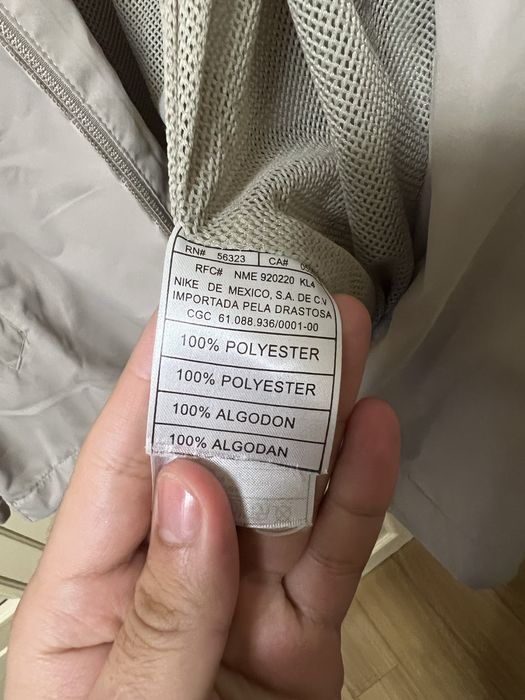 RN# 56323 CA#
RFC# NME 920220 KL4
NIKE DE MEXICO, S.A. DE C.V
IMPORTADA PELA DRASTOSA
CGC 61.088.936/0001-00
100% POLYESTER
100% POLYESTER
100% ALGODON
100% ALGODAN